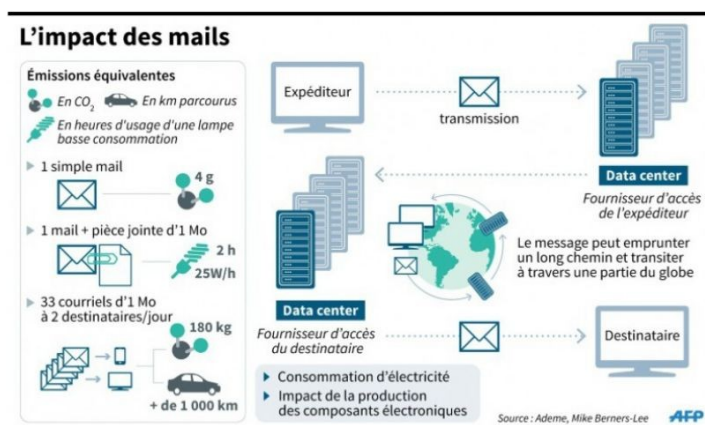 L'impact des mails
Émissions équivalentes
En CO2
En km parcourus
En heures d'usage d'une lampe
basse consommation
1 simple mail
4 g
1 mail + pièce jointe d'1 Mo
2 h
25W/h
33 courriels d'1 Mo
à 2 destinataires/jour
180 kg
+ de 1 000 km
Expéditeur
transmission
Data center
Fournisseur d'accès
de l'expéditeur
Le message peut emprunter
un long chemin et transiter
à travers une partie du globe
Data center
Fournisseur d'accès
du destinataire
Destinataire
Consommation d'électricité
Impact de la production
des composants électroniques
Source : Ademe, Mike Berners-Lee
AFP